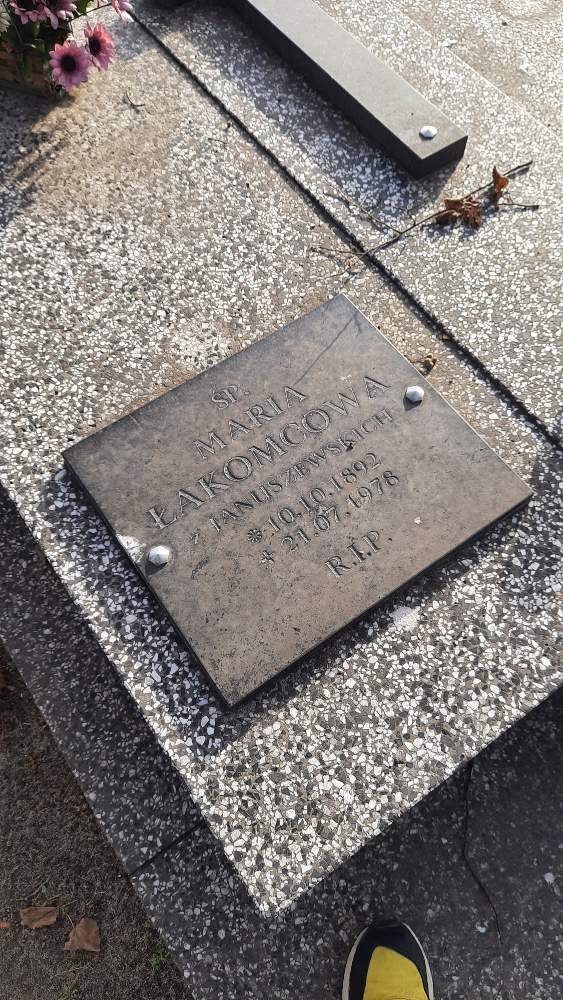 ŚP.
MARIA
ŁAKOMCOWA
z JANUSZEWSKICH
* 10.10.1892
+ 21.07.1978
R.I.P.